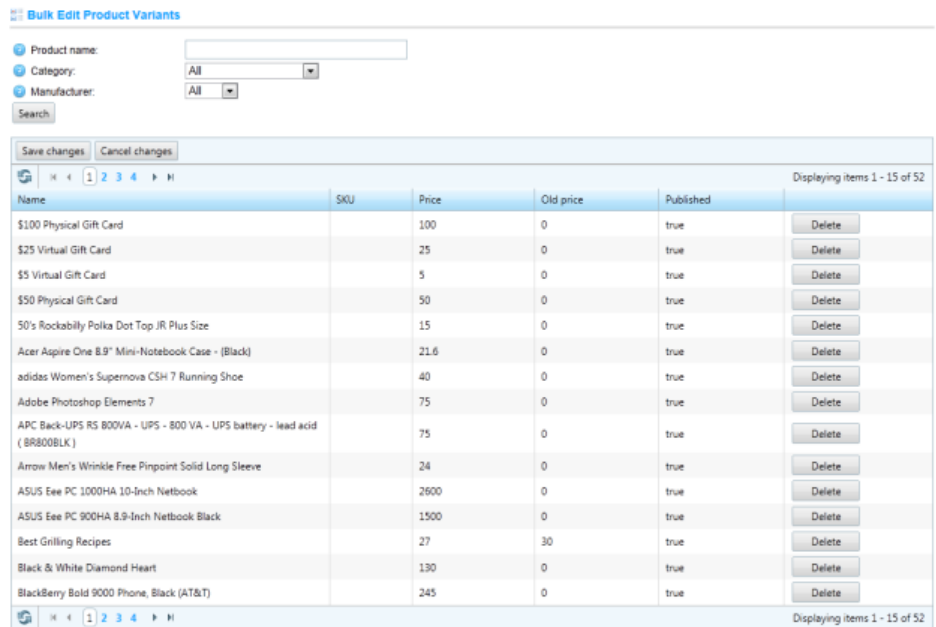 Bulk Edit Product Variants
Product name:
Category: All
Manufacturer: All
Search
Save changes Cancel changes
1 2 3 4 Displaying items 1 - 15 of 52
Name SKU Price Old price Published
$100 Physical Gift Card 100 0 true Delete
$25 Virtual Gift Card 25 0 true Delete
$5 Virtual Gift Card 5 0 true Delete
$50 Physical Gift Card 50 0 true Delete
50's Rockabilly Polka Dot Top JR Plus Size 15 0 true Delete
Acer Aspire One 8.9" Mini-Notebook Case - (Black) 21.6 0 true Delete
adidas Women's Supernova CSH 7 Running Shoe 40 0 true Delete
Adobe Photoshop Elements 7 75 0 true Delete
APC Back-UPS RS 800VA - UPS - 800 VA - UPS battery - lead acid
( BR800BLK ) 75 0 true Delete
Arrow Men's Wrinkle Free Pinpoint Solid Long Sleeve 24 0 true Delete
ASUS Eee PC 1000HA 10-Inch Netbook 2600 0 true Delete
ASUS Eee PC 900HA 8.9-Inch Netbook Black 1500 0 true Delete
Best Grilling Recipes 27 30 true Delete
Black & White Diamond Heart 130 0 true Delete
BlackBerry Bold 9000 Phone, Black (AT&T) 245 0 true Delete
1 2 3 4 Displaying items 1 - 15 of 52